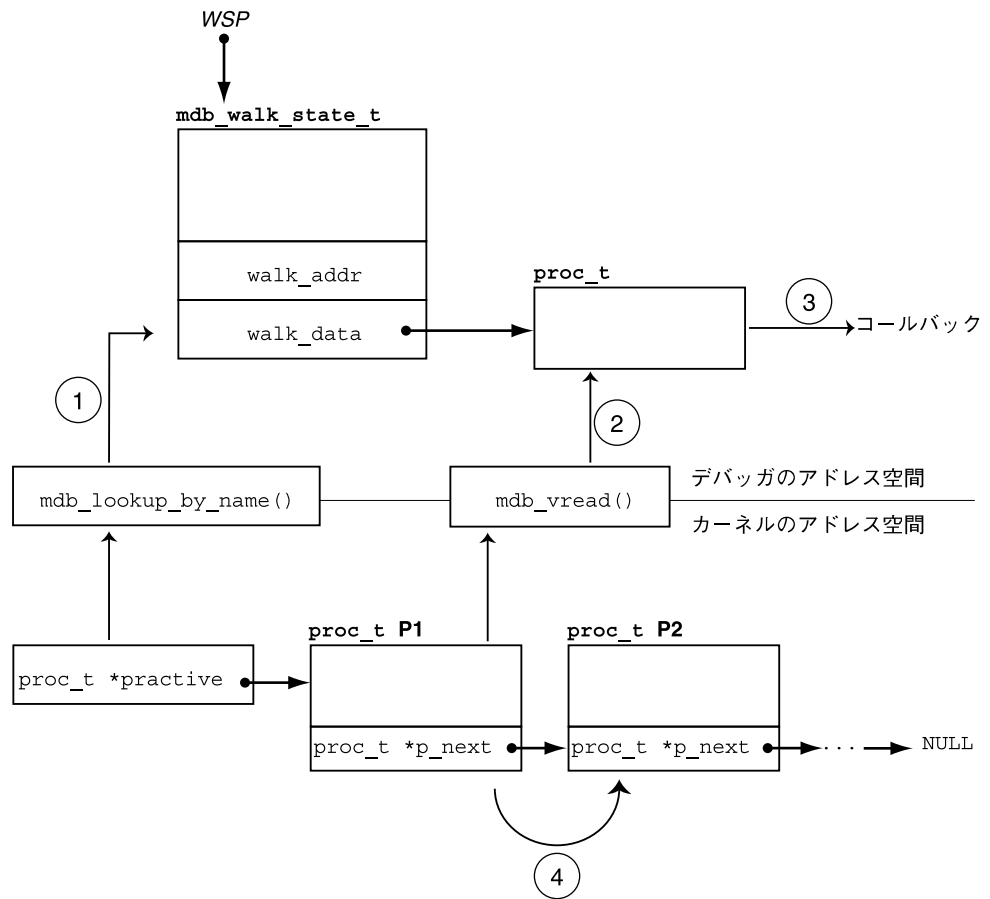 WSP
mdb_walk_state_t
walk_addr
walk_data
proc_t
3
コールバック
1
2
mdb_lookup_by_name()
mdb_vread()
デバッガのアドレス空間
カーネルのアドレス空間
proc_t P1
proc_t P2
proc_t *practive
proc_t *p_next
proc_t *p_next
...
NULL
4